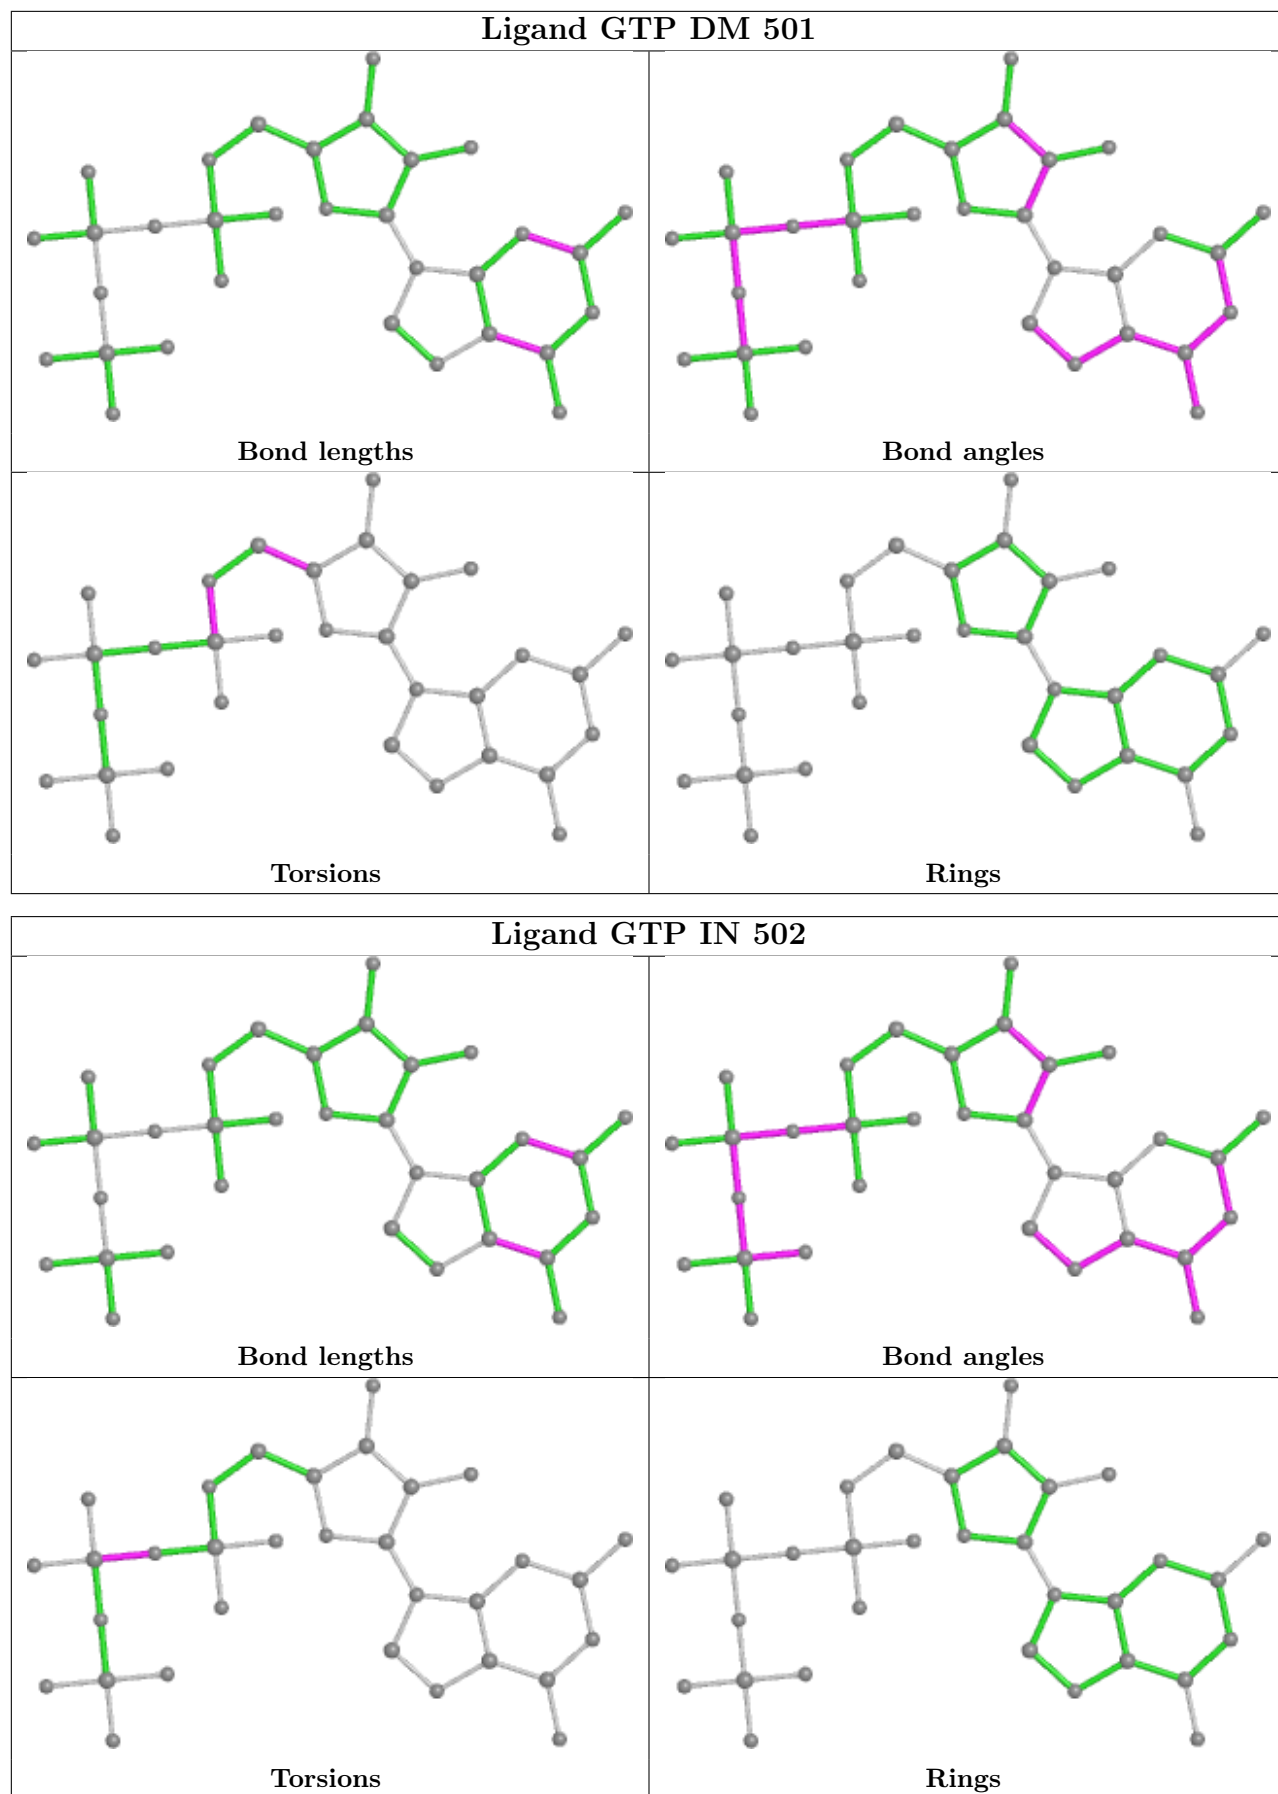 Ligand GTP DM 501
Bond lengths
Bond angles
Torsions
Rings
Ligand GTP IN 502
Bond lengths
Bond angles
Torsions
Rings